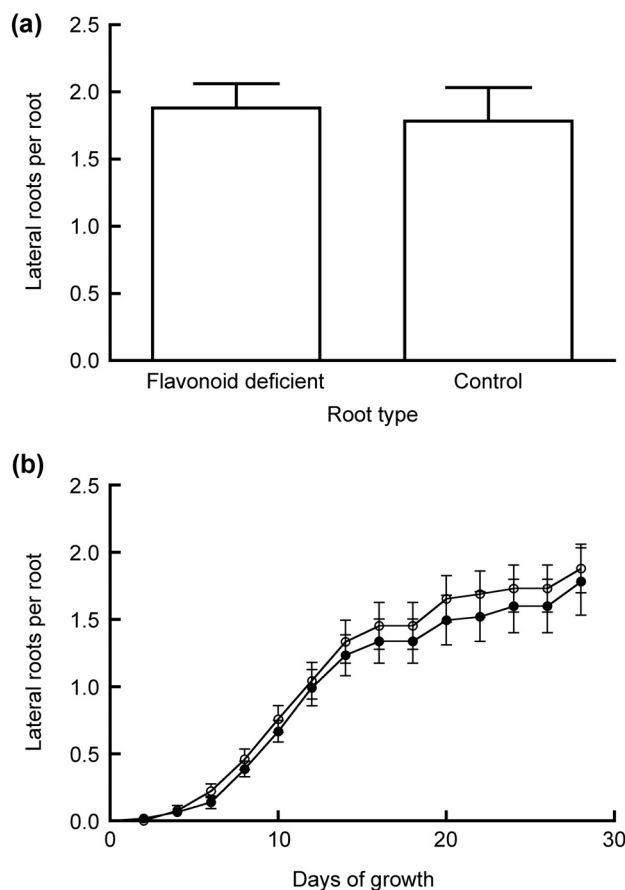 (a)
2.5
2.0
1.5
1.0
0.5
0.0
Lateral roots per root
Flavonoid deficient Control
Root type
(b)
2.5
2.0
1.5
1.0
0.5
0.0
Lateral roots per root
0 10 20 30
Days of growth